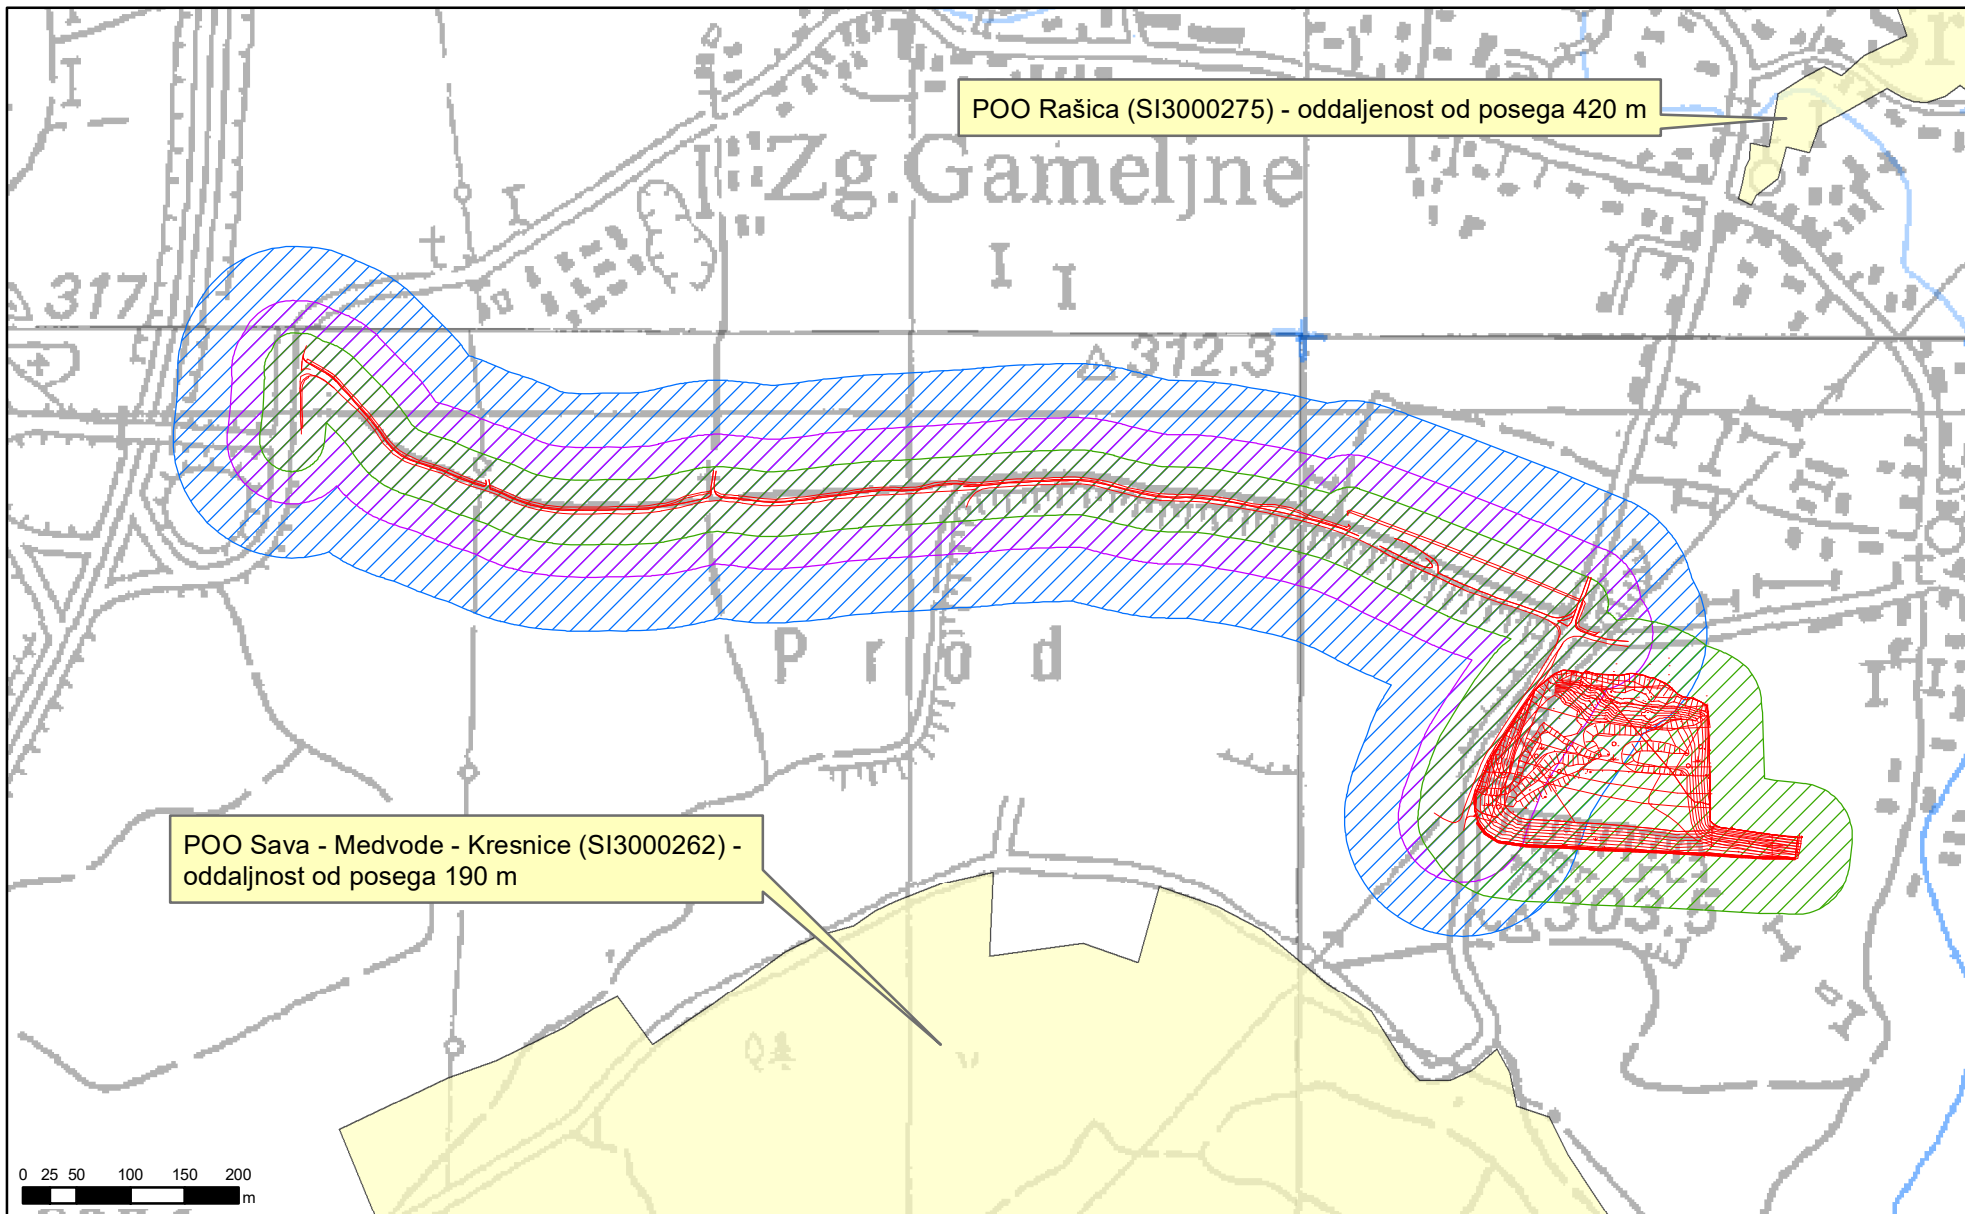 POO Rašica (SI3000275) - oddaljenost od posega 420 m
Zg.Gameljne
317
312.3
Prod
POO Sava - Medvode - Kresnice (SI3000262) -
oddaljnost od posega 190 m
303.5
0 25 50 100 150 200
m